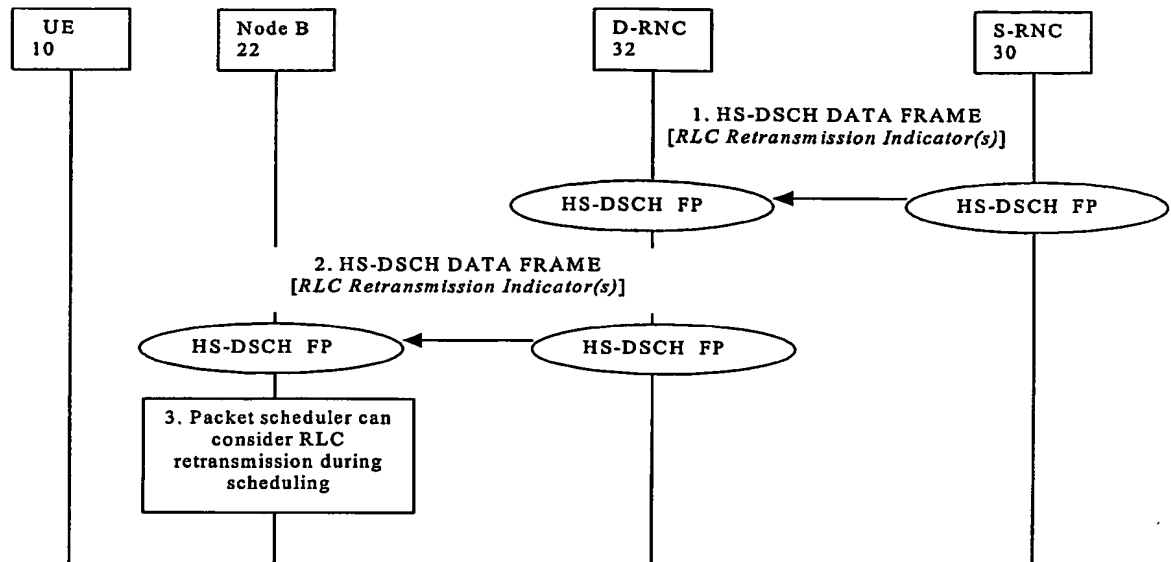 UE
10
Node B
22
D-RNC
32
S-RNC
30
1. HS-DSCH DATA FRAME
[RLC Retransmission Indicator(s)]
HS-DSCH FP
HS-DSCH FP
2. HS-DSCH DATA FRAME
[RLC Retransmission Indicator(s)]
HS-DSCH FP
HS-DSCH FP
3. Packet scheduler can
consider RLC
retransmission during
scheduling